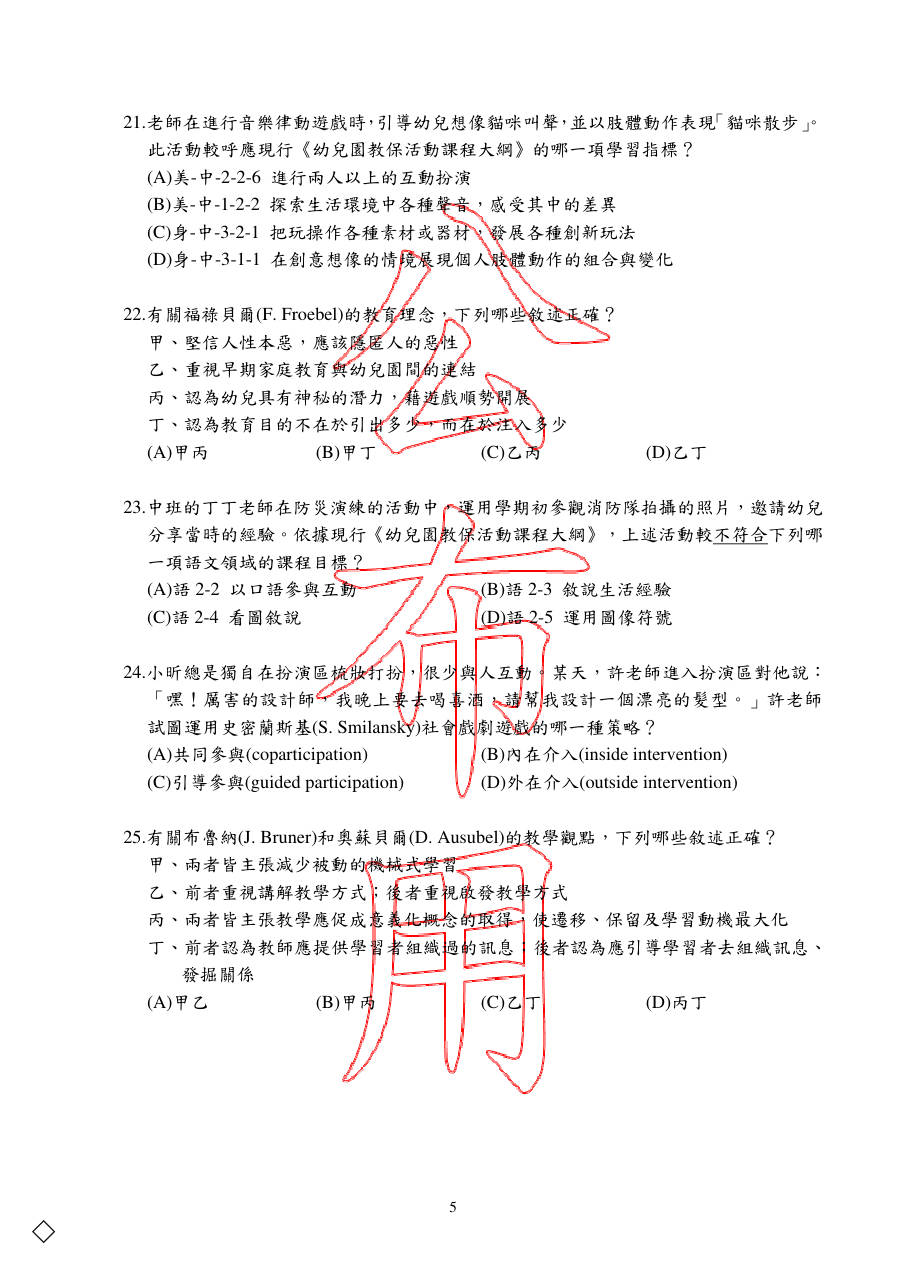 21.老師在進行音樂律動遊戲時，引導幼兒想像貓咪叫聲，並以肢體動作表現「貓咪散步」。
此活動較呼應現行《幼兒園教保活動課程大綱》的哪一項學習指標？
(A)美-中-2-2-6 進行兩人以上的互動扮演
(B)美-中-1-2-2 探索生活環境中各種聲音，感受其中的差異
(C)身-中-3-2-1 把玩操作各種素材或器材，發展各種創新玩法
(D)身-中-3-1-1 在創意想像的情境展現個人肢體動作的組合與變化
22.有關福祿貝爾(F. Froebel)的教育理念，下列哪些敘述正確？
甲、堅信人性本惡，應該隱匿人的惡性
乙、重視早期家庭教育與幼兒園間的連結
丙、認為幼兒具有神秘的潛力，藉遊戲順勢開展
丁、認為教育目的不在於引出多少，而在於注入多少
(A)甲丙 (B)甲丁 (C)乙丙 (D)乙丁
23.中班的丁丁老師在防災演練的活動中，運用學期初參觀消防隊拍攝的照片，邀請幼兒
分享當時的經驗。依據現行《幼兒園教保活動課程大綱》，上述活動較不符合下列哪
一項語文領域的課程目標？
(A)語 2-2 以口語參與互動 (B)語 2-3 敘說生活經驗
(C)語 2-4 看圖敘說 (D)語 2-5 運用圖像符號
24.小昕總是獨自在扮演區梳妝打扮，很少與人互動。某天，許老師進入扮演區對他說：
「嘿！厲害的設計師，我晚上要去喝喜酒，請幫我設計一個漂亮的髮型。」許老師
試圖運用史密蘭斯基(S. Smilansky)社會戲劇遊戲的哪一種策略？
(A)共同參與(coparticipation) (B)內在介入(inside intervention)
(C)引導參與(guided participation) (D)外在介入(outside intervention)
25.有關布魯納(J. Bruner)和奧蘇貝爾(D. Ausubel)的教學觀點，下列哪些敘述正確？
甲、兩者皆主張減少被動的機械式學習
乙、前者重視講解教學方式；後者重視啟發教學方式
丙、兩者皆主張教學應促成意義化概念的取得，使遷移、保留及學習動機最大化
丁、前者認為教師應提供學習者組織過的訊息；後者認為應引導學習者去組織訊息、
發掘關係
(A)甲乙 (B)甲丙 (C)乙丁 (D)丙丁
公布用
5